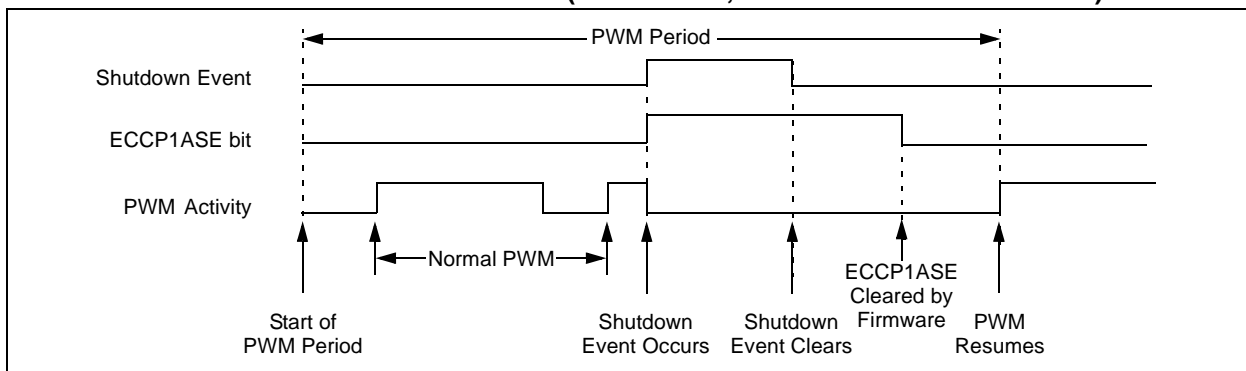 PWM Period
Shutdown Event
ECCP1ASE bit
PWM Activity
Normal PWM
Start of
PWM Period
Shutdown
Event Occurs
Shutdown
Event Clears
ECCP1ASE
Cleared by
Firmware
PWM
Resumes